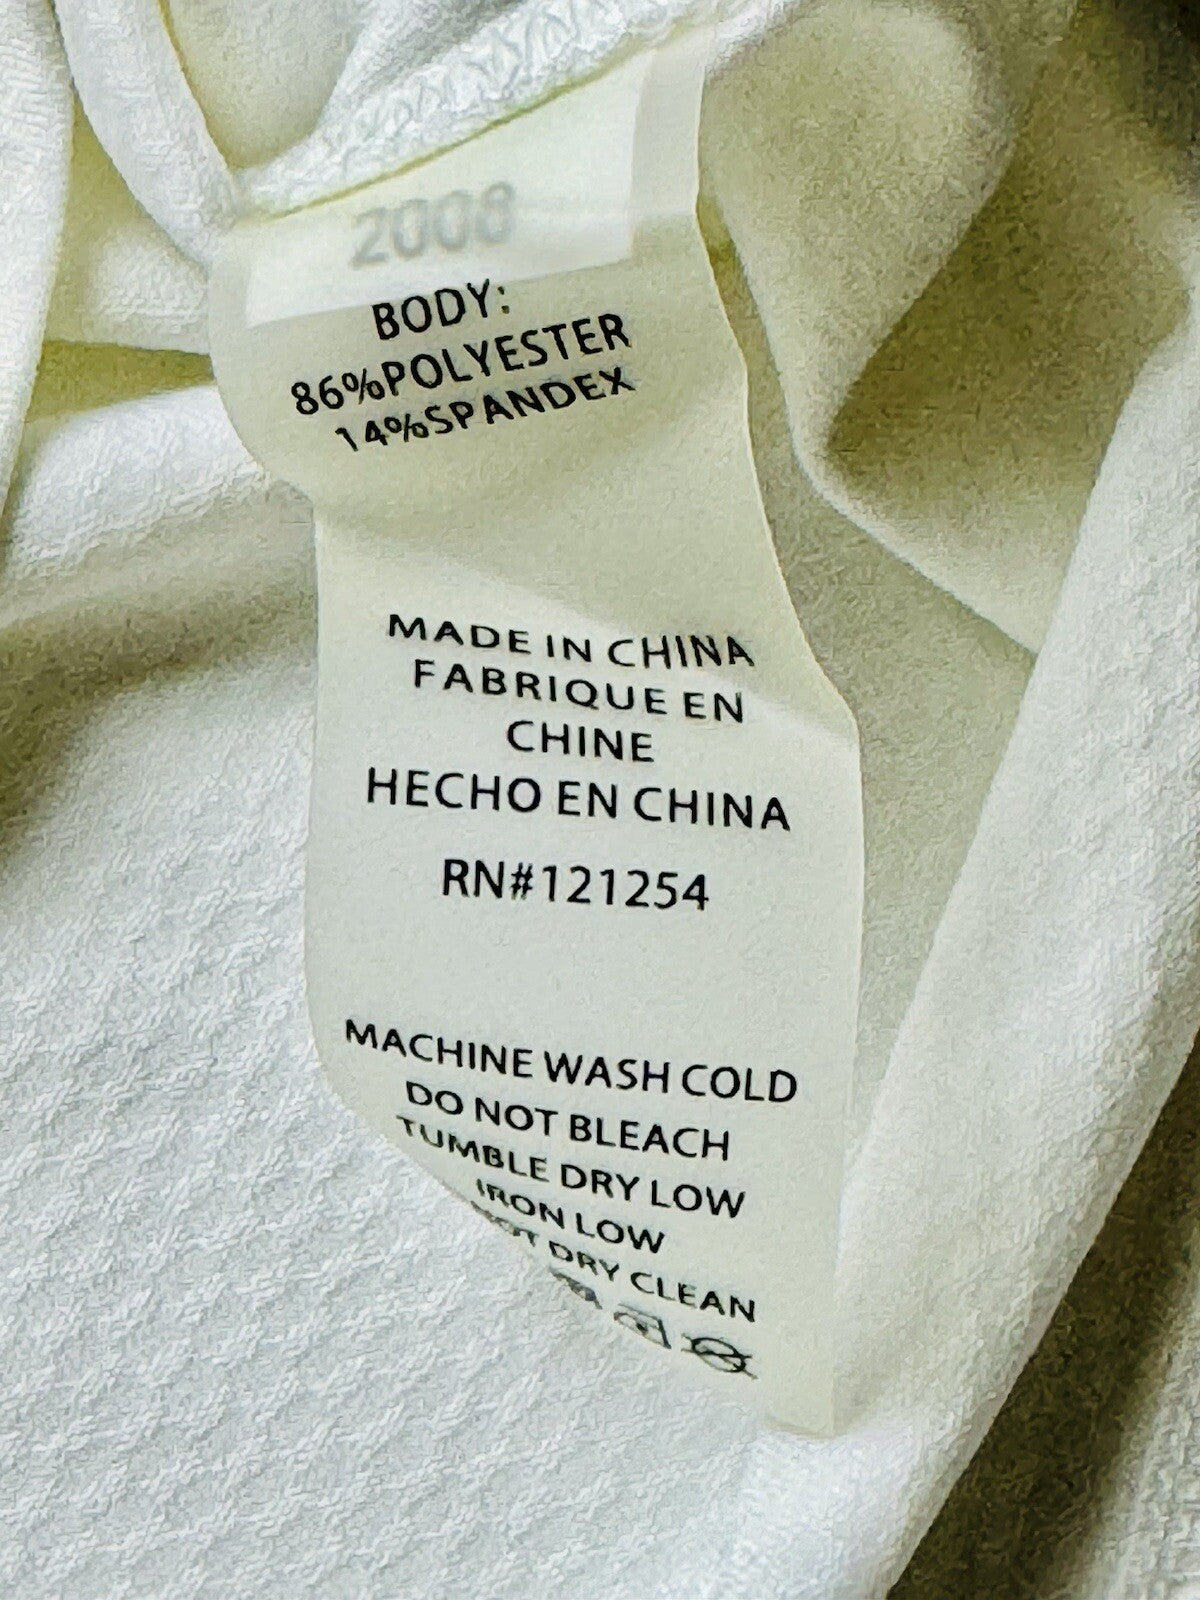 2008
BODY:
86%POLYESTER
14%SPANDEX
MADE IN CHINA
FABRIQUE EN
CHINE
HECHO EN CHINA
RN#121254
MACHINE WASH COLD
DO NOT BLEACH
TUMBLE DRY LOW
IRON LOW
NOT DRY CLEAN